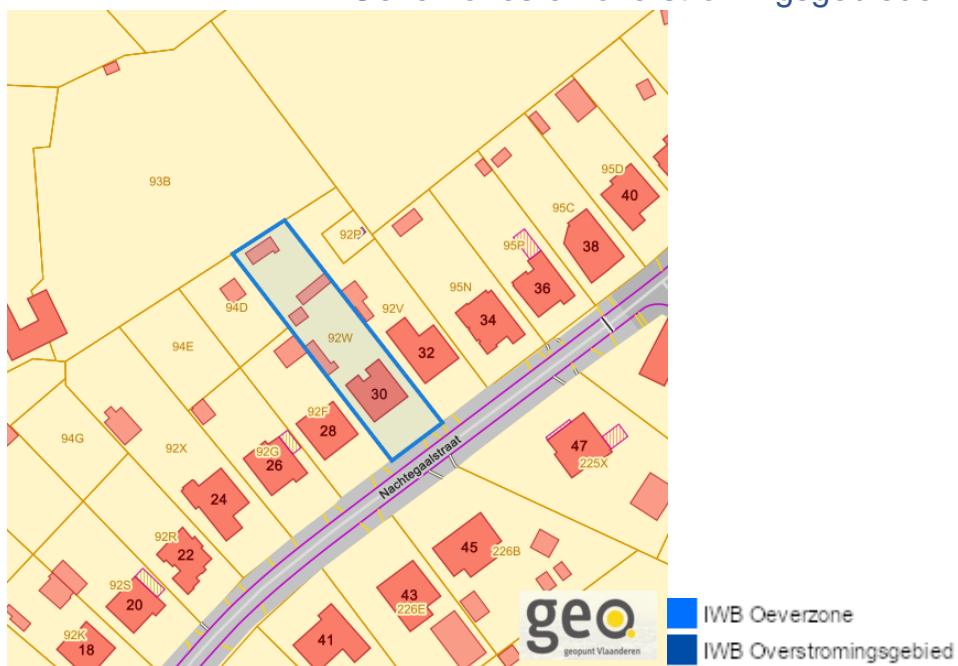 93B
95D
40
95C
92P
38
95P
36
95N
92V
34
94D
92W
32
94E
30
92F
28
94G
92X
92G
26
47
225X
Nachtegaalstraat
24
92R
22
45
226B
92S
20
43
226E
92K
18
41
geo
geopunt Vlaanderen
IWB Oeverzone
IWB Overstromingsgebied